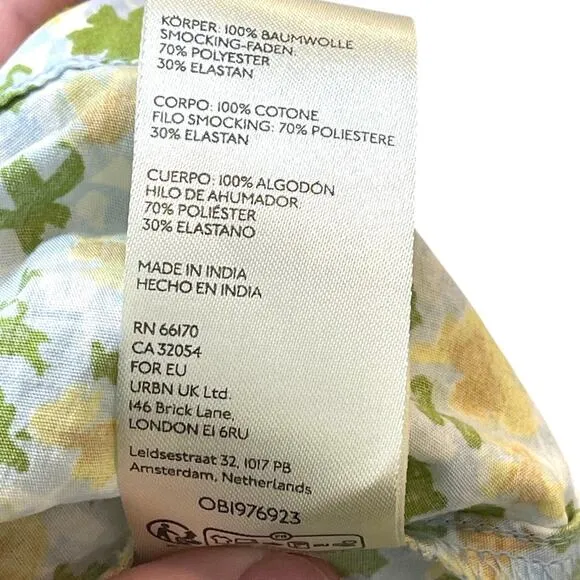 KÖRPER: 100% BAUMWOLLE
SMOCKING-FADEN:
70% POLYESTER
30% ELASTAN
CORPO: 100% COTONE
FILO SMOCKING: 70% POLIESTERE
30% ELASTAN
CUERPO: 100% ALGODÓN
HILO DE AHUMADOR
70% POLIÉSTER
30% ELASTANO
MADE IN INDIA
HECHO EN INDIA
RN 66170
CA 32054
FOR EU
URBN UK Ltd.
146 Brick Lane,
LONDON E1 6RU
Leidsestraat 32, 1017 PB
Amsterdam, Netherlands
OB1976923